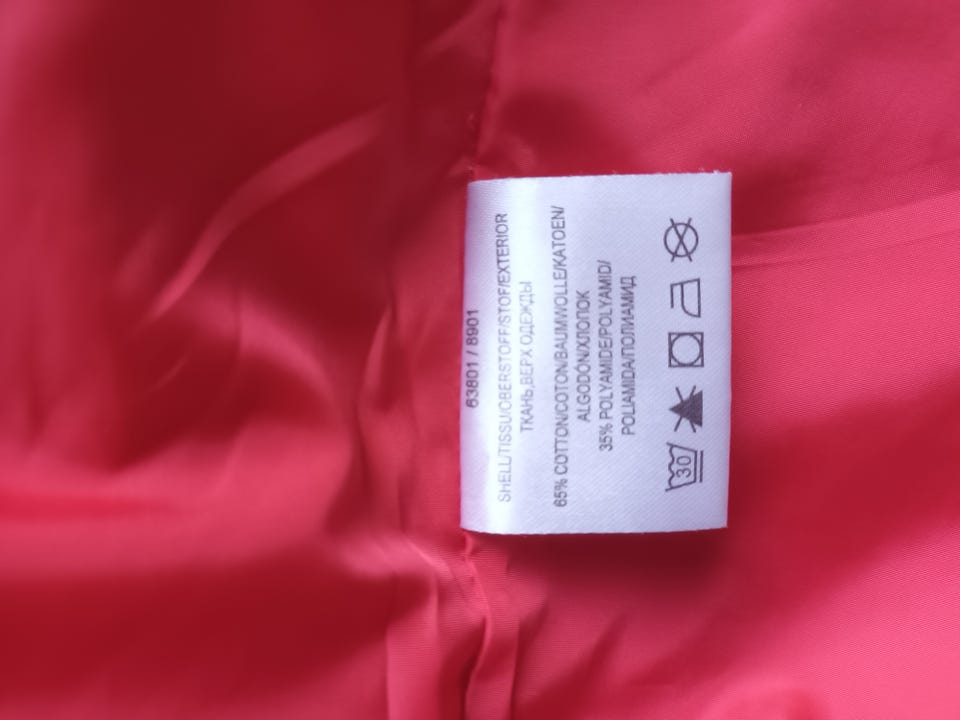 63801 / 8901
SHELL/TISSU/OBERSTOFF/STOF/EXTERIOR
ТКАНЬ,ВЕРХ ОДЕЖДЫ
65% COTTON/COTON/BAUMWOLLE/KATOEN/
ALGODÓN/ХЛОПОК
35% POLYAMIDE/POLYAMID/
POLIAMIDA/ПОЛИАМИД
30